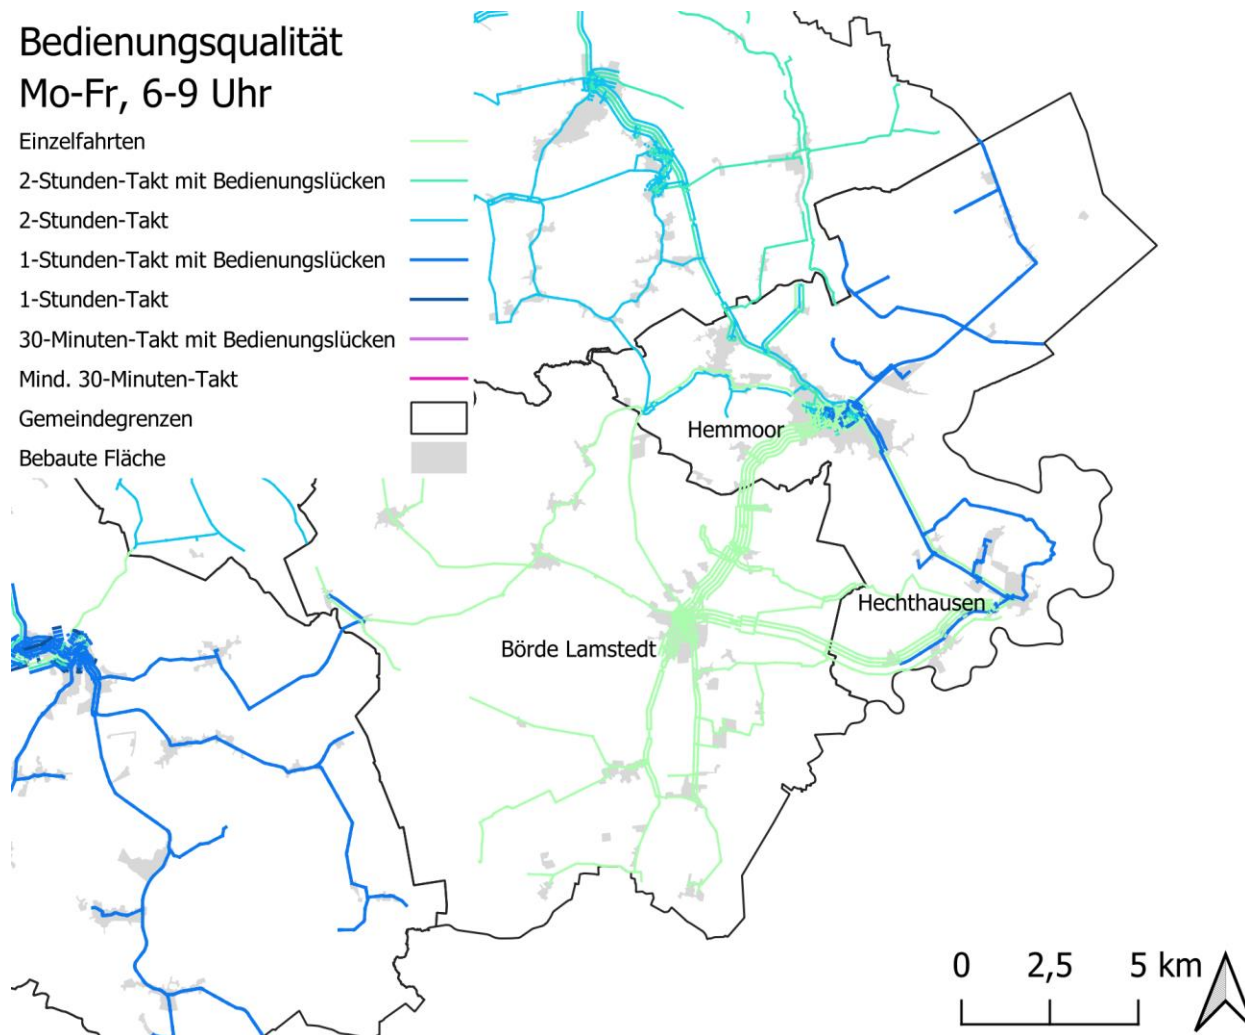 Bedienungsqualität
Mo-Fr, 6-9 Uhr
Einzelfahrten
2-Stunden-Takt mit Bedienungslücken
2-Stunden-Takt
1-Stunden-Takt mit Bedienungslücken
1-Stunden-Takt
30-Minuten-Takt mit Bedienungslücken
Mind. 30-Minuten-Takt
Gemeindegrenzen
Bebaute Fläche
Hemmoor
Hechthausen
Börde Lamstedt
0 2,5 5 km